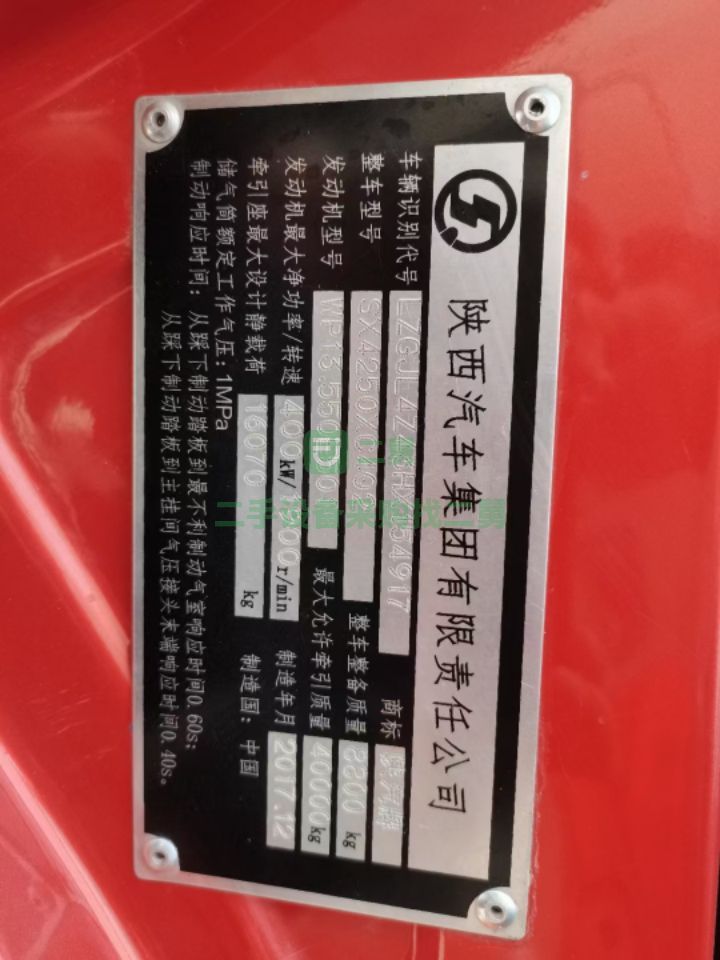 陕西汽车集团有限责任公司
车辆识别代号 商标
整车型号 SX4250XC4Q2 整车整备质量 8800 kg
发动机型号 WP13.550 最大允许牵引质量 40000 kg
发动机最大净功率/转速 kW/ r/min 制造年月 2017.12
牵引座最大设计静载荷 16070 kg 制造国：中国
储气筒额定工作气压：1MPa
制动响应时间：从踩下制动踏板到最不利制动气室响应时间0.60s；
从踩下制动踏板到主挂间气压接头末端响应时间0.40s。
二手设备采购找二勇